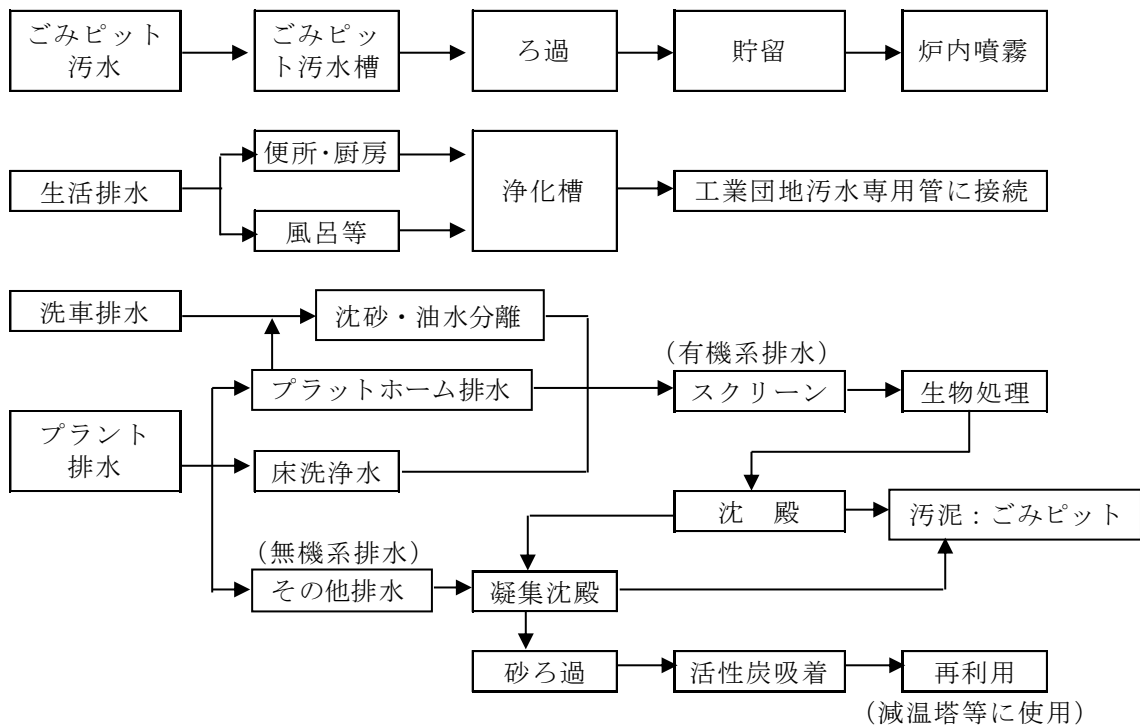 ごみピット
汚水
ごみピッ
ト汚水槽
ろ過
貯留
炉内噴霧
生活排水
便所・厨房
風呂等
浄化槽
工業団地汚水専用管に接続
洗車排水
沈砂・油水分離
プラント
排水
プラットホーム排水
床洗浄水
(有機系排水)
スクリーン
生物処理
沈 殿
汚泥：ごみピット
(無機系排水)
その他排水
凝集沈殿
砂ろ過
活性炭吸着
再利用
(減温塔等に使用)